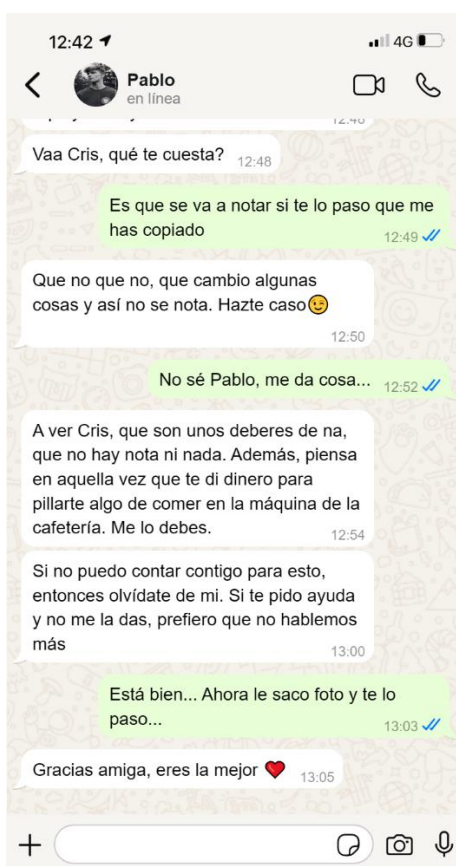 12:42
4G
Pablo
en línea
12:46
Vaa Cris, qué te cuesta? 12:48
Es que se va a notar si te lo paso que me
has copiado
12:49
Que no que no, que cambio algunas
cosas y así no se nota. Hazte caso😉
12:50
No sé Pablo, me da cosa... 12:52
A ver Cris, que son unos deberes de na,
que no hay nota ni nada. Además, piensa
en aquella vez que te di dinero para
pillarte algo de comer en la máquina de la
cafetería. Me lo debes.
12:54
Si no puedo contar contigo para esto,
entonces olvídate de mi. Si te pido ayuda
y no me la das, prefiero que no hablemos
más
13:00
Está bien... Ahora le saco foto y te lo
paso...
13:03
Gracias amiga, eres la mejor ❤️ 13:05